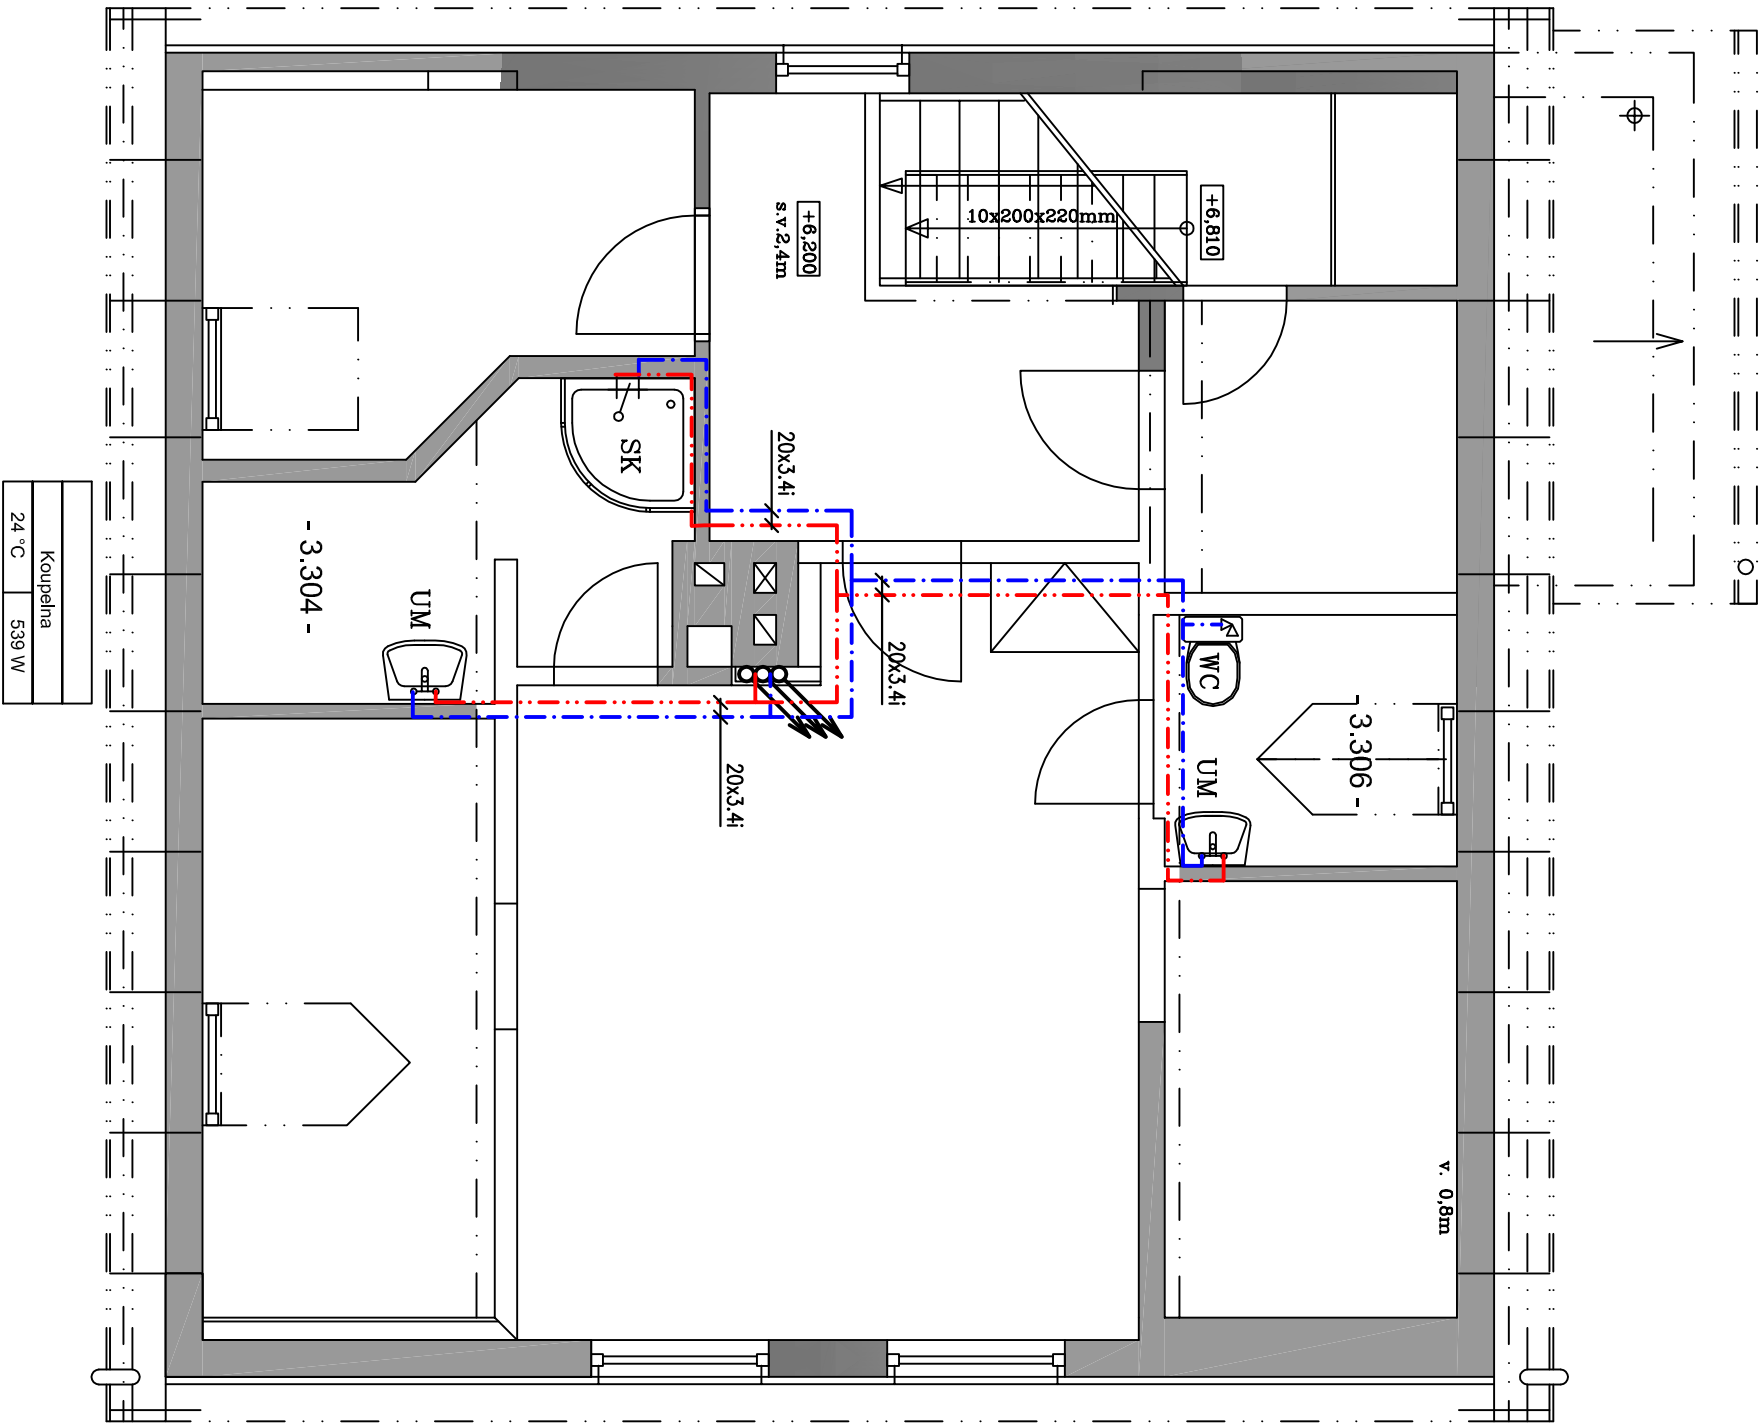 10x200x220mm
+6,810
+6,200
s.v.2,4m
20x3.4i
SK
- 3.304 -
UM
20x3.4i
20x3.4i
WC
- 3.306 -
UM
v. 0,8m
Koupelna
24 °C 539 W